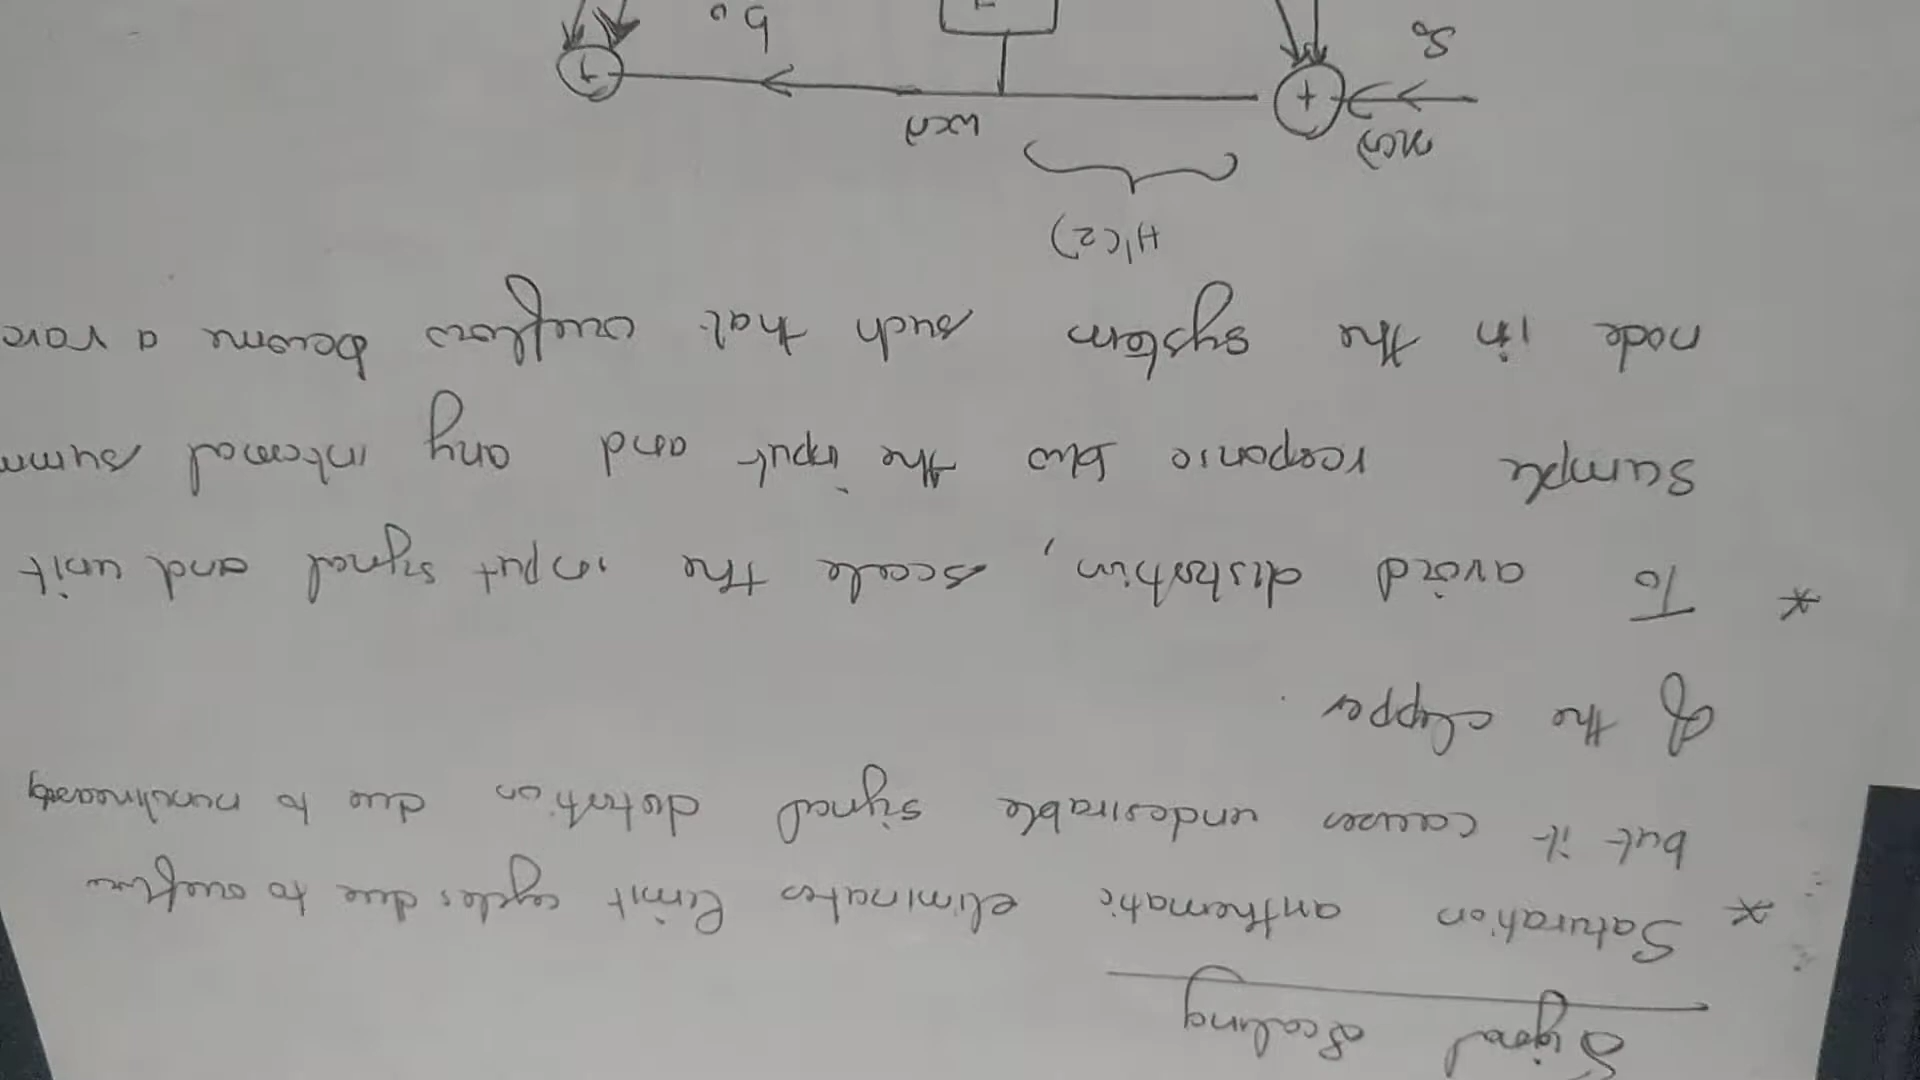 Signal Scaling
* Saturation arithematic eliminates limit cycles due to overflow
but it causes undesirable signal distortion due to nonlinearity
of the clipper.
* To avoid distortion, scale the input signal and unit
sample response b/w the input and any internal summ
node in the system such that overflow become a rare
H'(z)
x(n) w(n)
S₀ + b₀ +